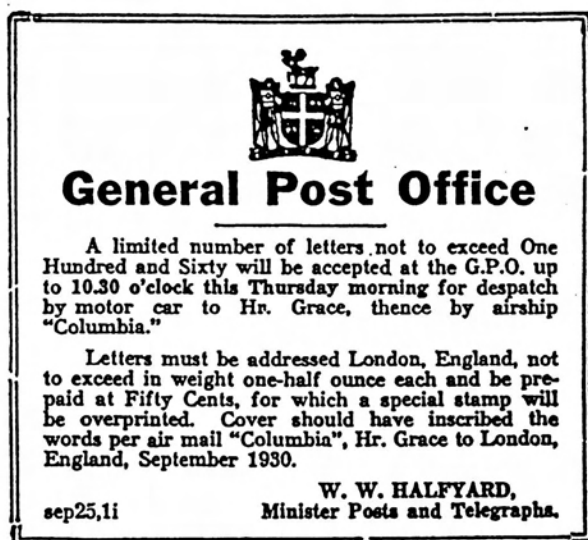 General Post Office
A limited number of letters not to exceed One
Hundred and Sixty will be accepted at the G.P.O. up
to 10.30 o'clock this Thursday morning for despatch
by motor car to Hr. Grace, thence by airship
"Columbia."
Letters must be addressed London, England, not
to exceed in weight one-half ounce each and be pre-
paid at Fifty Cents, for which a special stamp will
be overprinted. Cover should have inscribed the
words per air mail "Columbia", Hr. Grace to London,
England, September 1930.
W. W. HALFYARD,
sep25,1i Minister Posts and Telegraphs.